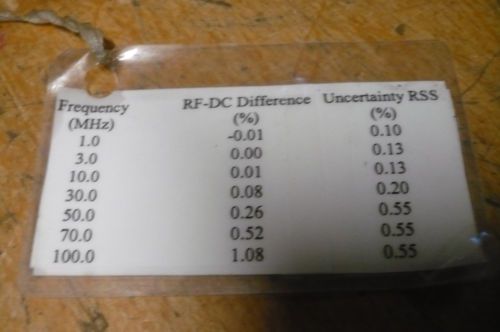 Frequency RF-DC Difference Uncertainty RSS
(MHz) (%) (%)
1.0 -0.01 0.10
3.0 0.00 0.13
10.0 0.01 0.13
30.0 0.08 0.20
50.0 0.26 0.55
70.0 0.52 0.55
100.0 1.08 0.55